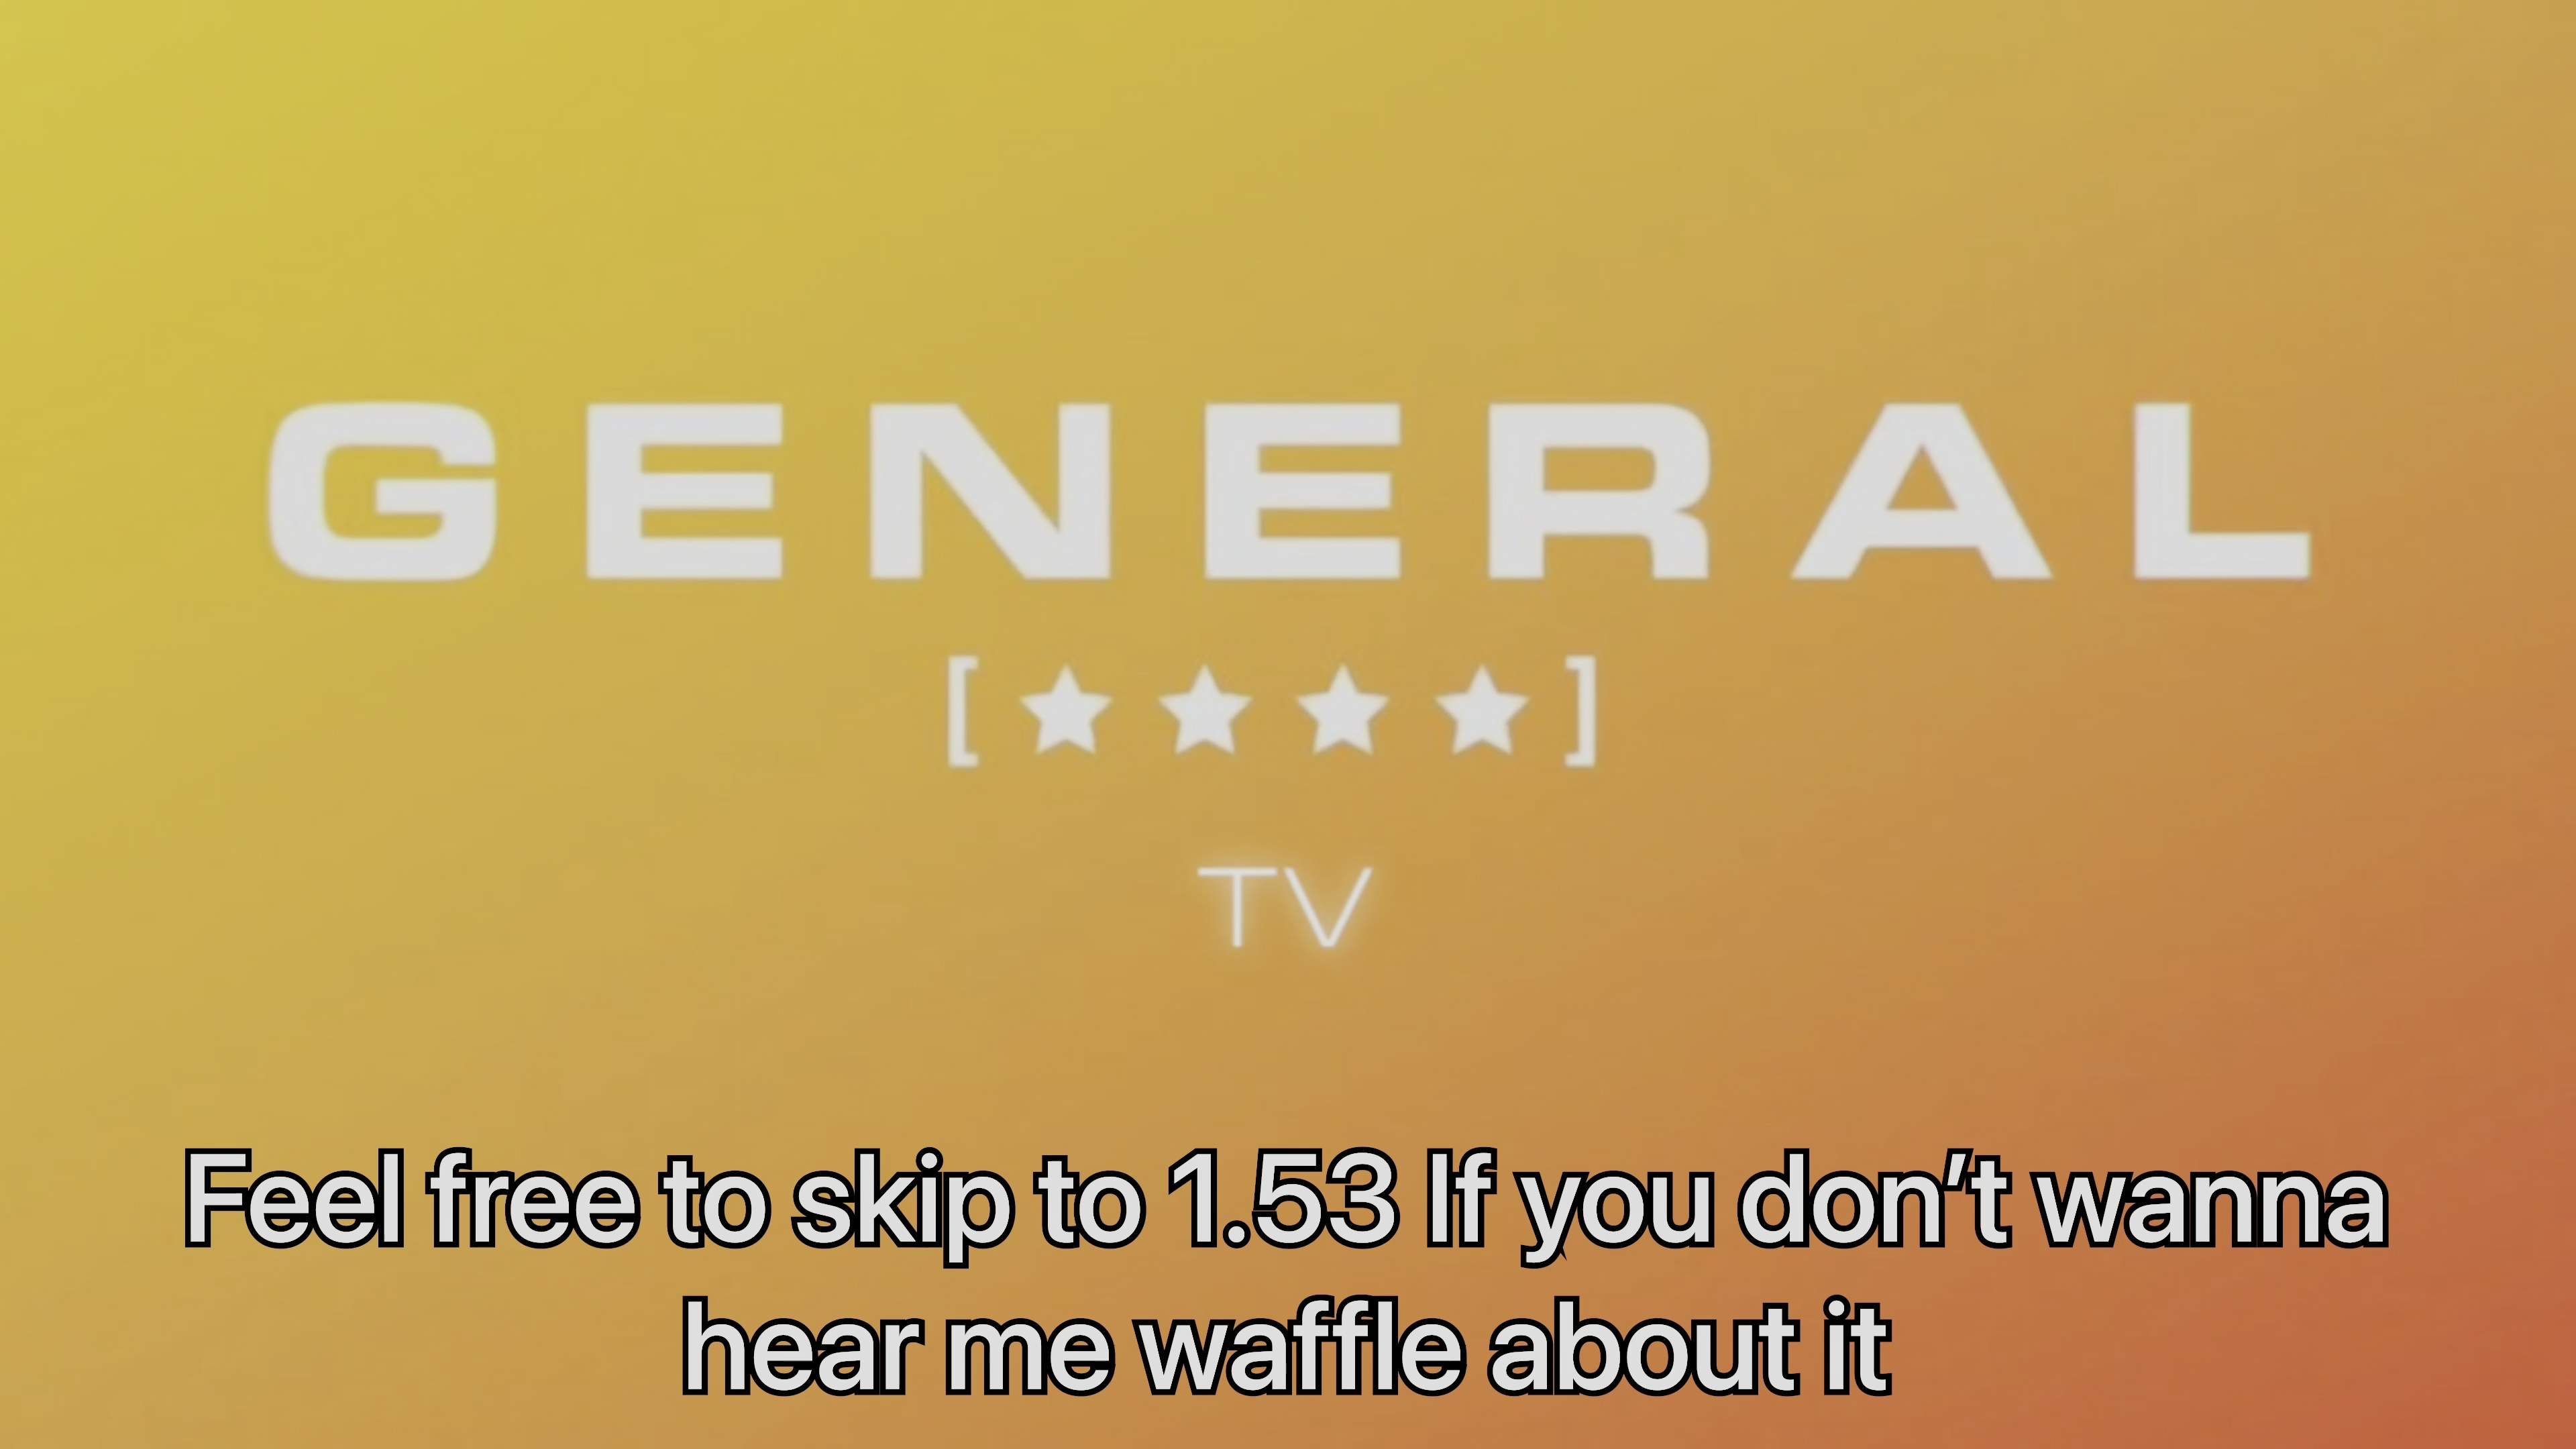 GENERAL
[★★★★]
TV
Feel free to skip to 1.53 If you don’t wanna
hear me waffle about it